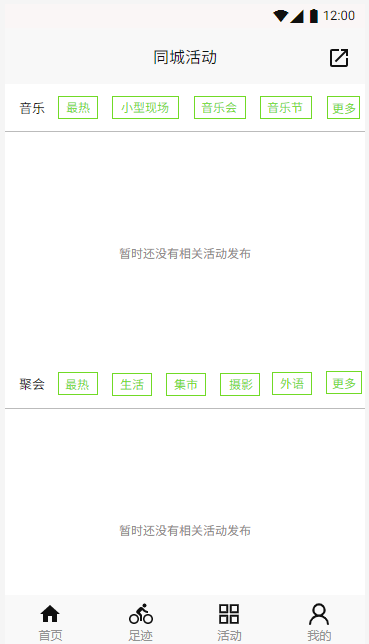 12:00
同城活动
音乐 最热 小型现场 音乐会 音乐节 更多
暂时还没有相关活动发布
聚会 最热 生活 集市 摄影 外语 更多
暂时还没有相关活动发布
首页 足迹 活动 我的